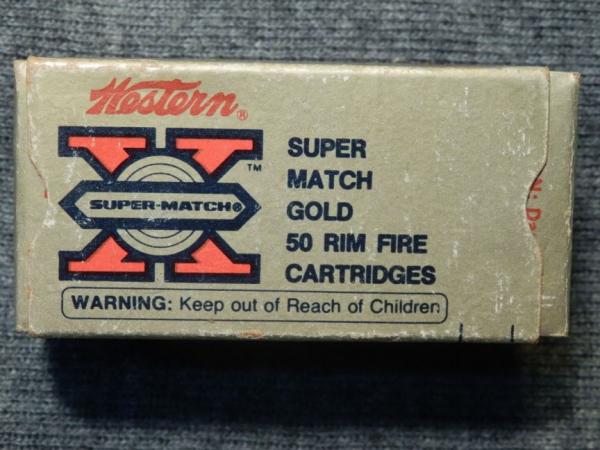 Western®
™
SUPER-MATCH®
SUPER
MATCH
GOLD
50 RIM FIRE
CARTRIDGES
WARNING: Keep out of Reach of Children